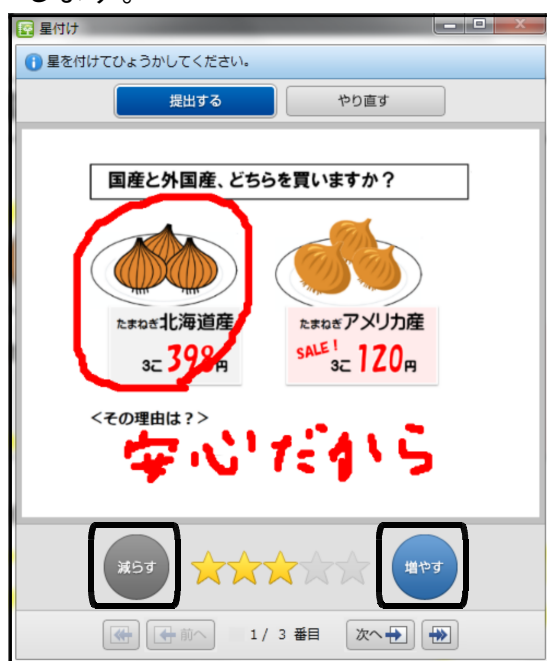 します。
星付け
星を付けてひょうかしてください。
提出する やり直す
国産と外国産、どちらを買いますか?
たまねぎ北海道産 たまねぎアメリカ産
3こ398円 SALE! 3こ120円
<その理由は?>
安心だから
減らす 増やす
前へ 1 / 3 番目 次へ